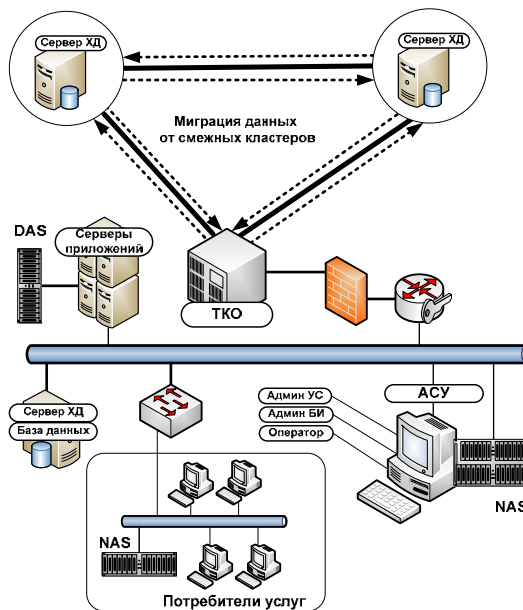 Сервер ХД
Сервер ХД
Миграция данных
от смежных кластеров
DAS
Серверы
приложений
ТКО
АСУ
Админ УС
Админ БИ
Оператор
Сервер ХД
База данных
NAS
NAS
Потребители услуг